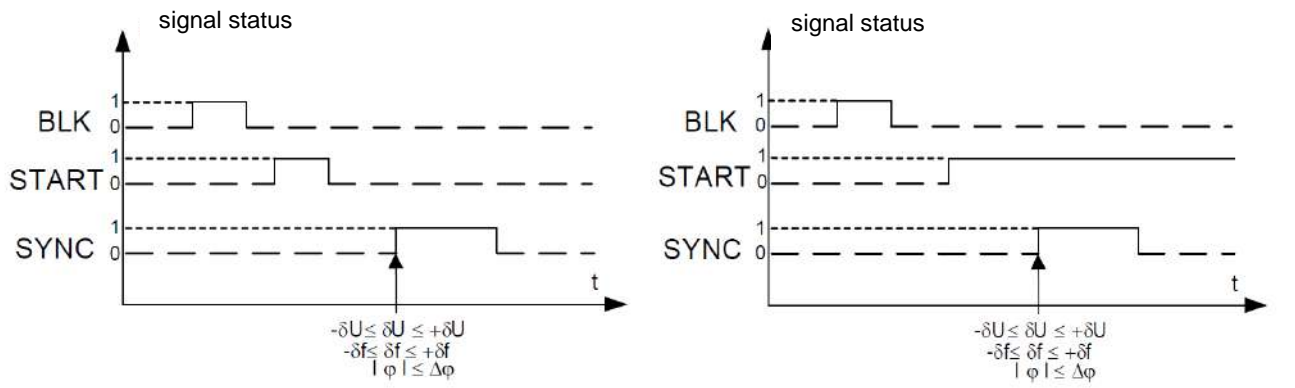 signal status
BLK 1 0
START 1 0
SYNC 1 0
t
-δU≤ δU ≤ +δU
-δf≤ δf ≤ +δf
| φ | ≤ Δφ
signal status
BLK 1 0
START 1 0
SYNC 1 0
t
-δU≤ δU ≤ +δU
-δf≤ δf ≤ +δf
| φ | ≤ Δφ